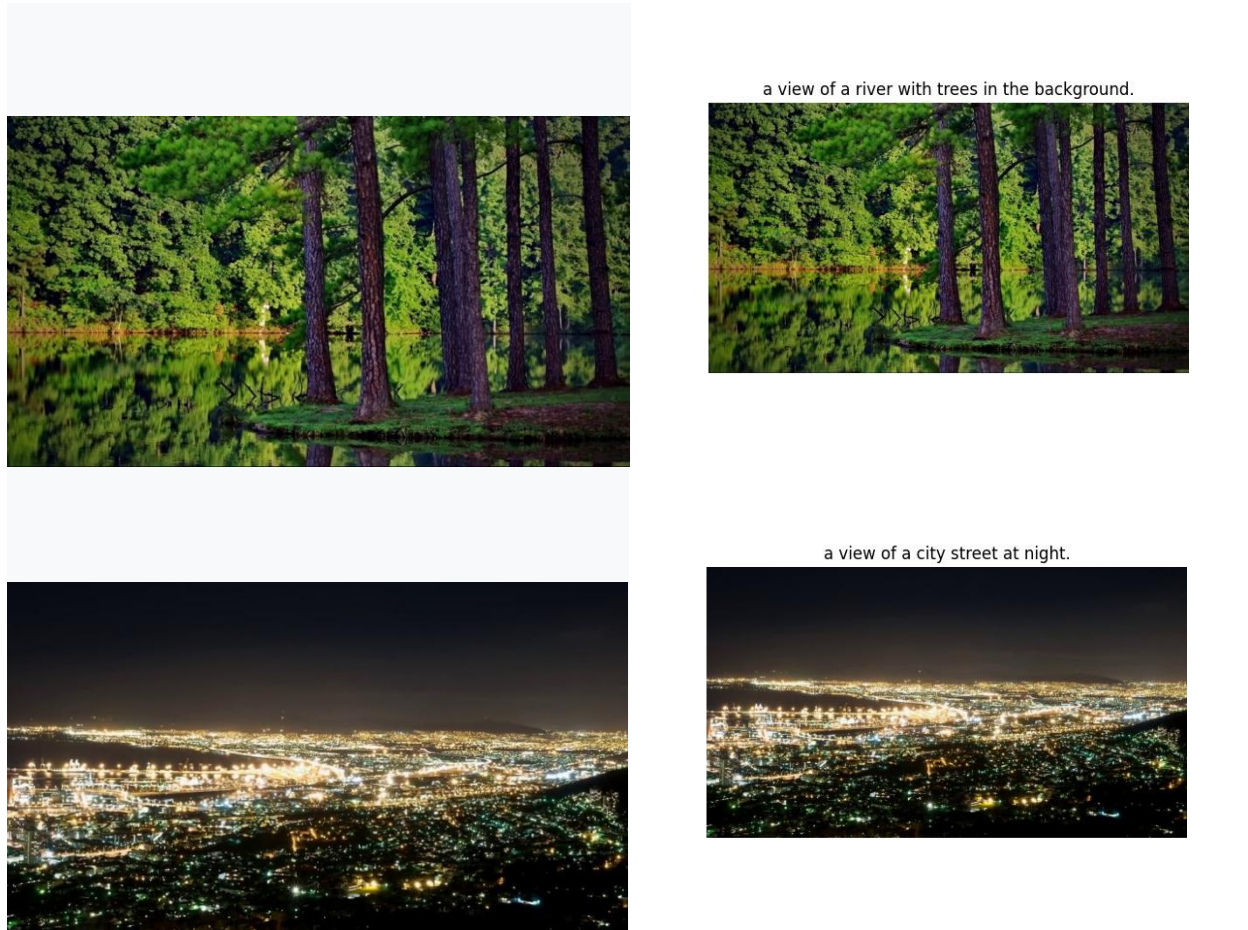 a view of a river with trees in the background.
a view of a city street at night.